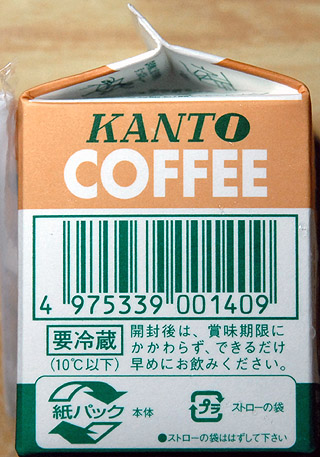 KANTO
COFFEE
4 975339 001409
要冷蔵
(10℃以下)
開封後は、賞味期限に
かかわらず、できるだけ
早めにお飲みください。
紙パック 本体
プラ ストローの袋
●ストローの袋ははずして下さい